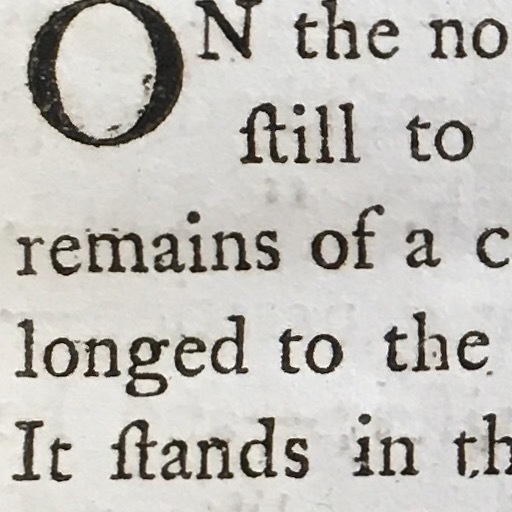 ON the no
ſtill to
remains of a c
longed to the
It ſtands in th